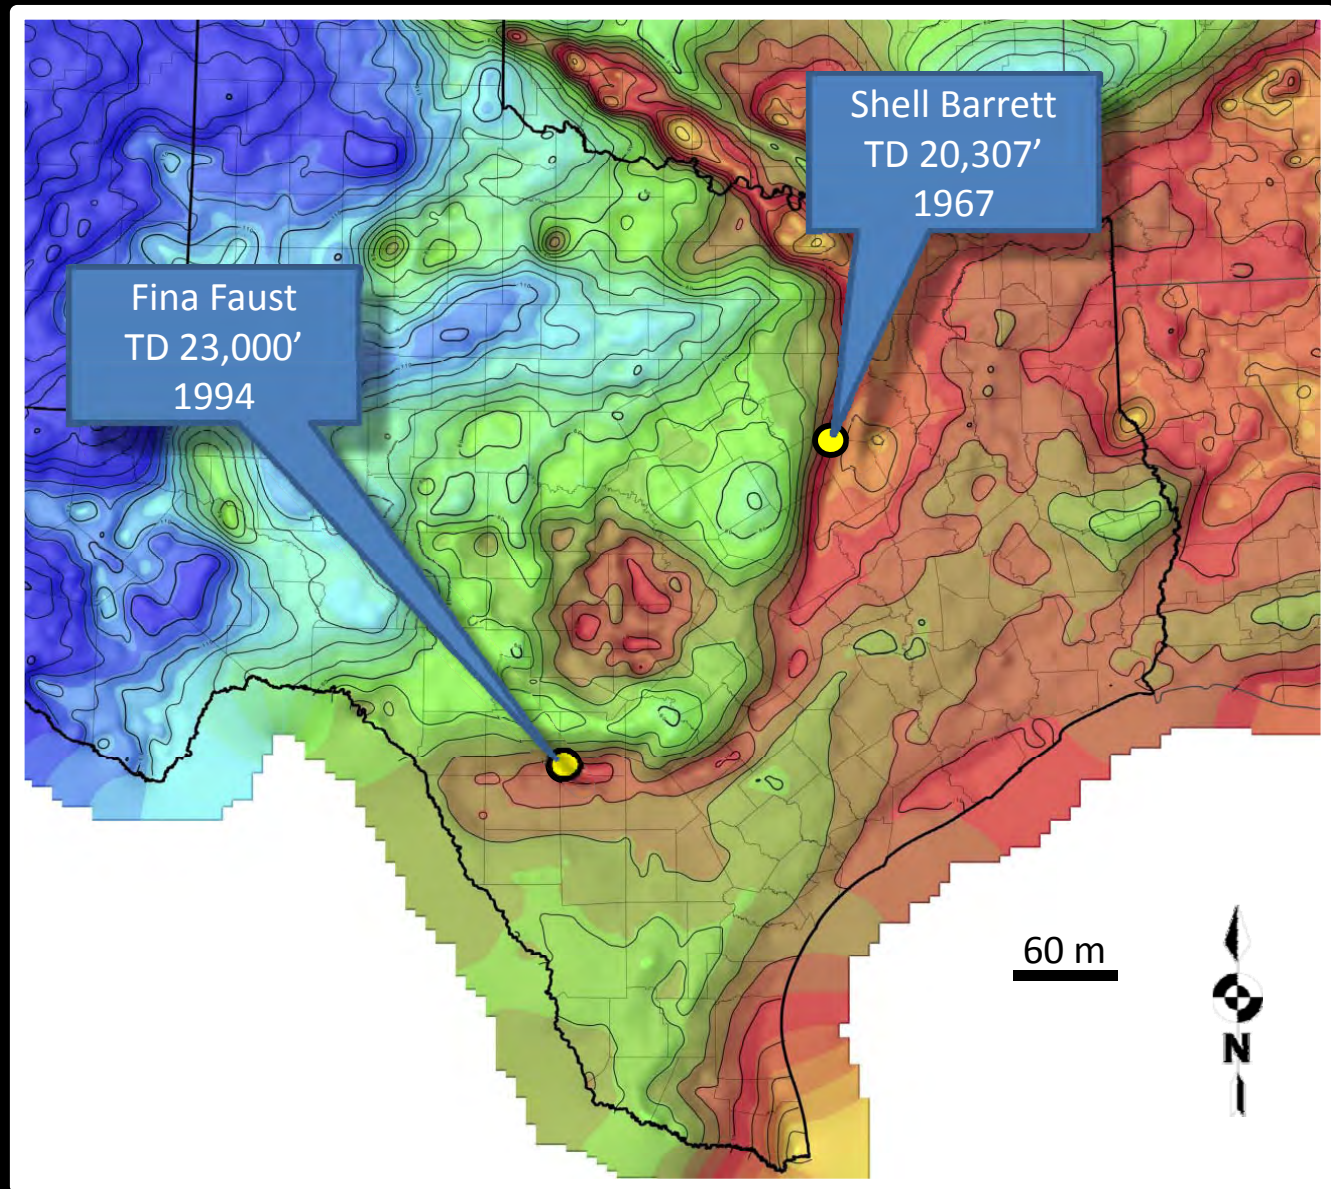 Shell Barrett
TD 20,307’
1967
Fina Faust
TD 23,000’
1994
60 m
N